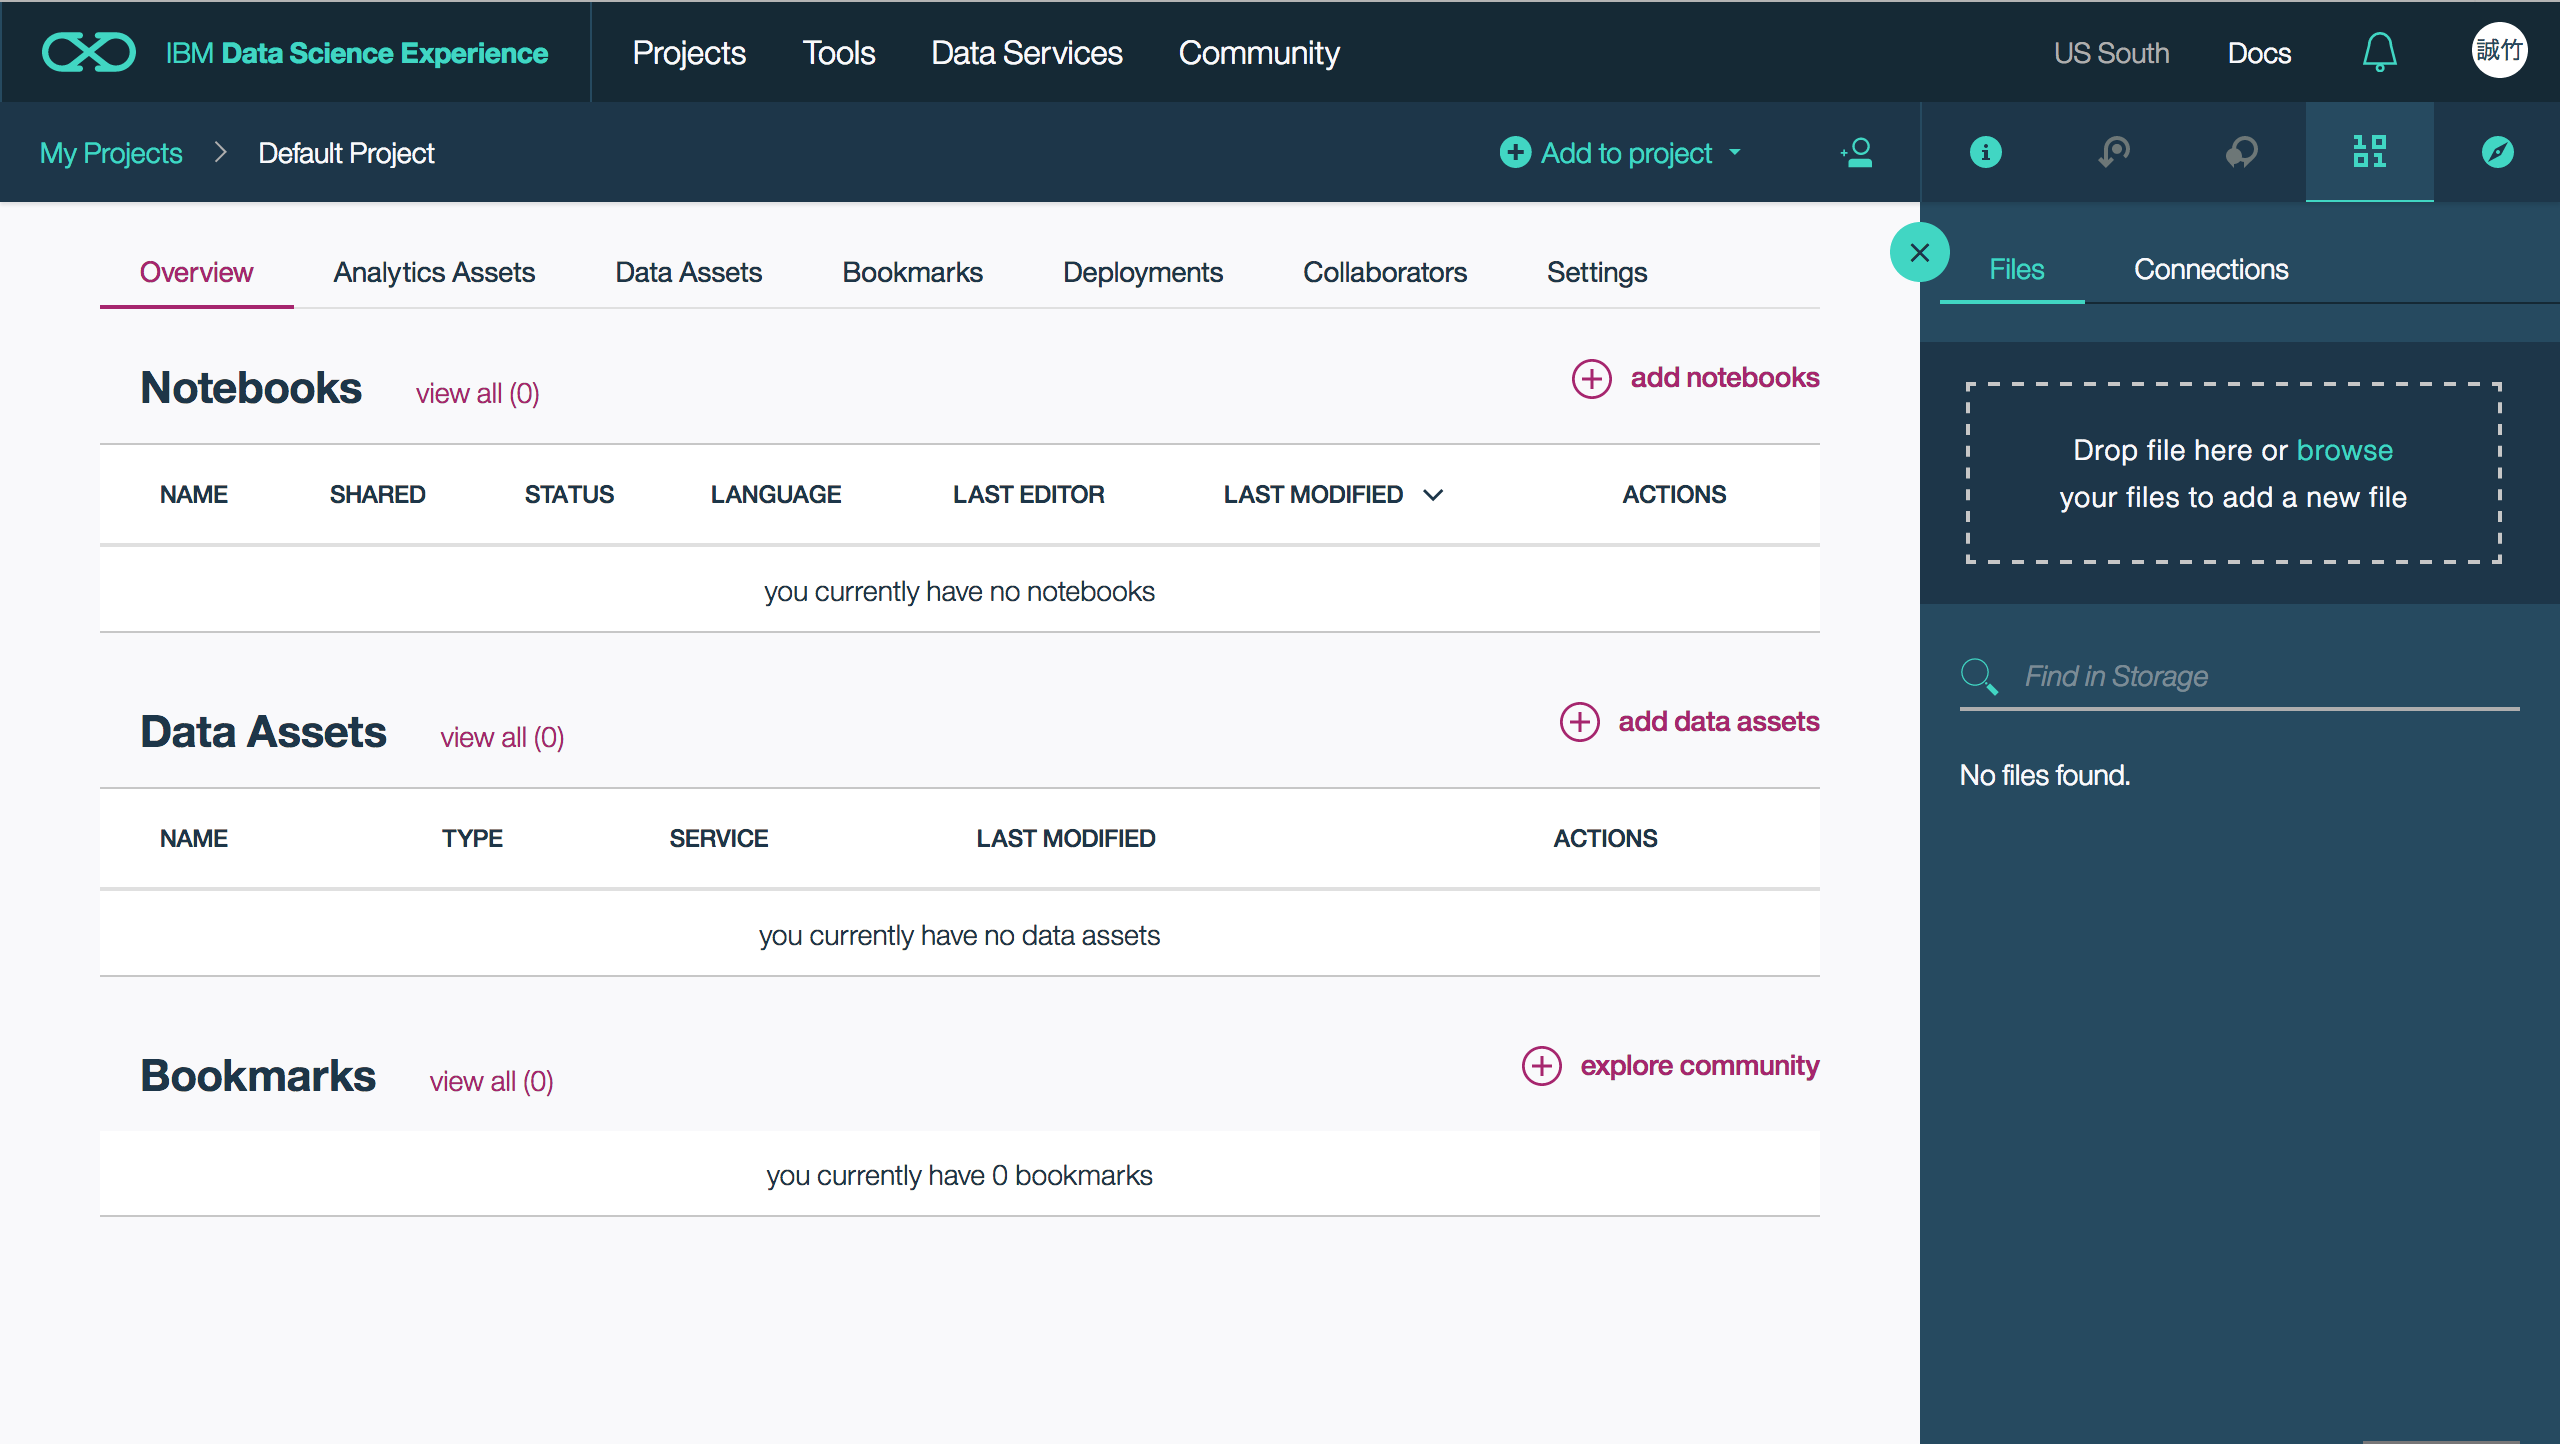 IBM Data Science Experience
Projects
Tools
Data Services
Community
US South
Docs
誠竹
My Projects
Default Project
Add to project
Overview
Analytics Assets
Data Assets
Bookmarks
Deployments
Collaborators
Settings
Files
Connections
Notebooks
view all (0)
add notebooks
NAME
SHARED
STATUS
LANGUAGE
LAST EDITOR
LAST MODIFIED
ACTIONS
you currently have no notebooks
Data Assets
view all (0)
add data assets
NAME
TYPE
SERVICE
LAST MODIFIED
ACTIONS
you currently have no data assets
Bookmarks
view all (0)
explore community
you currently have 0 bookmarks
Drop file here or browse
your files to add a new file
Find in Storage
No files found.